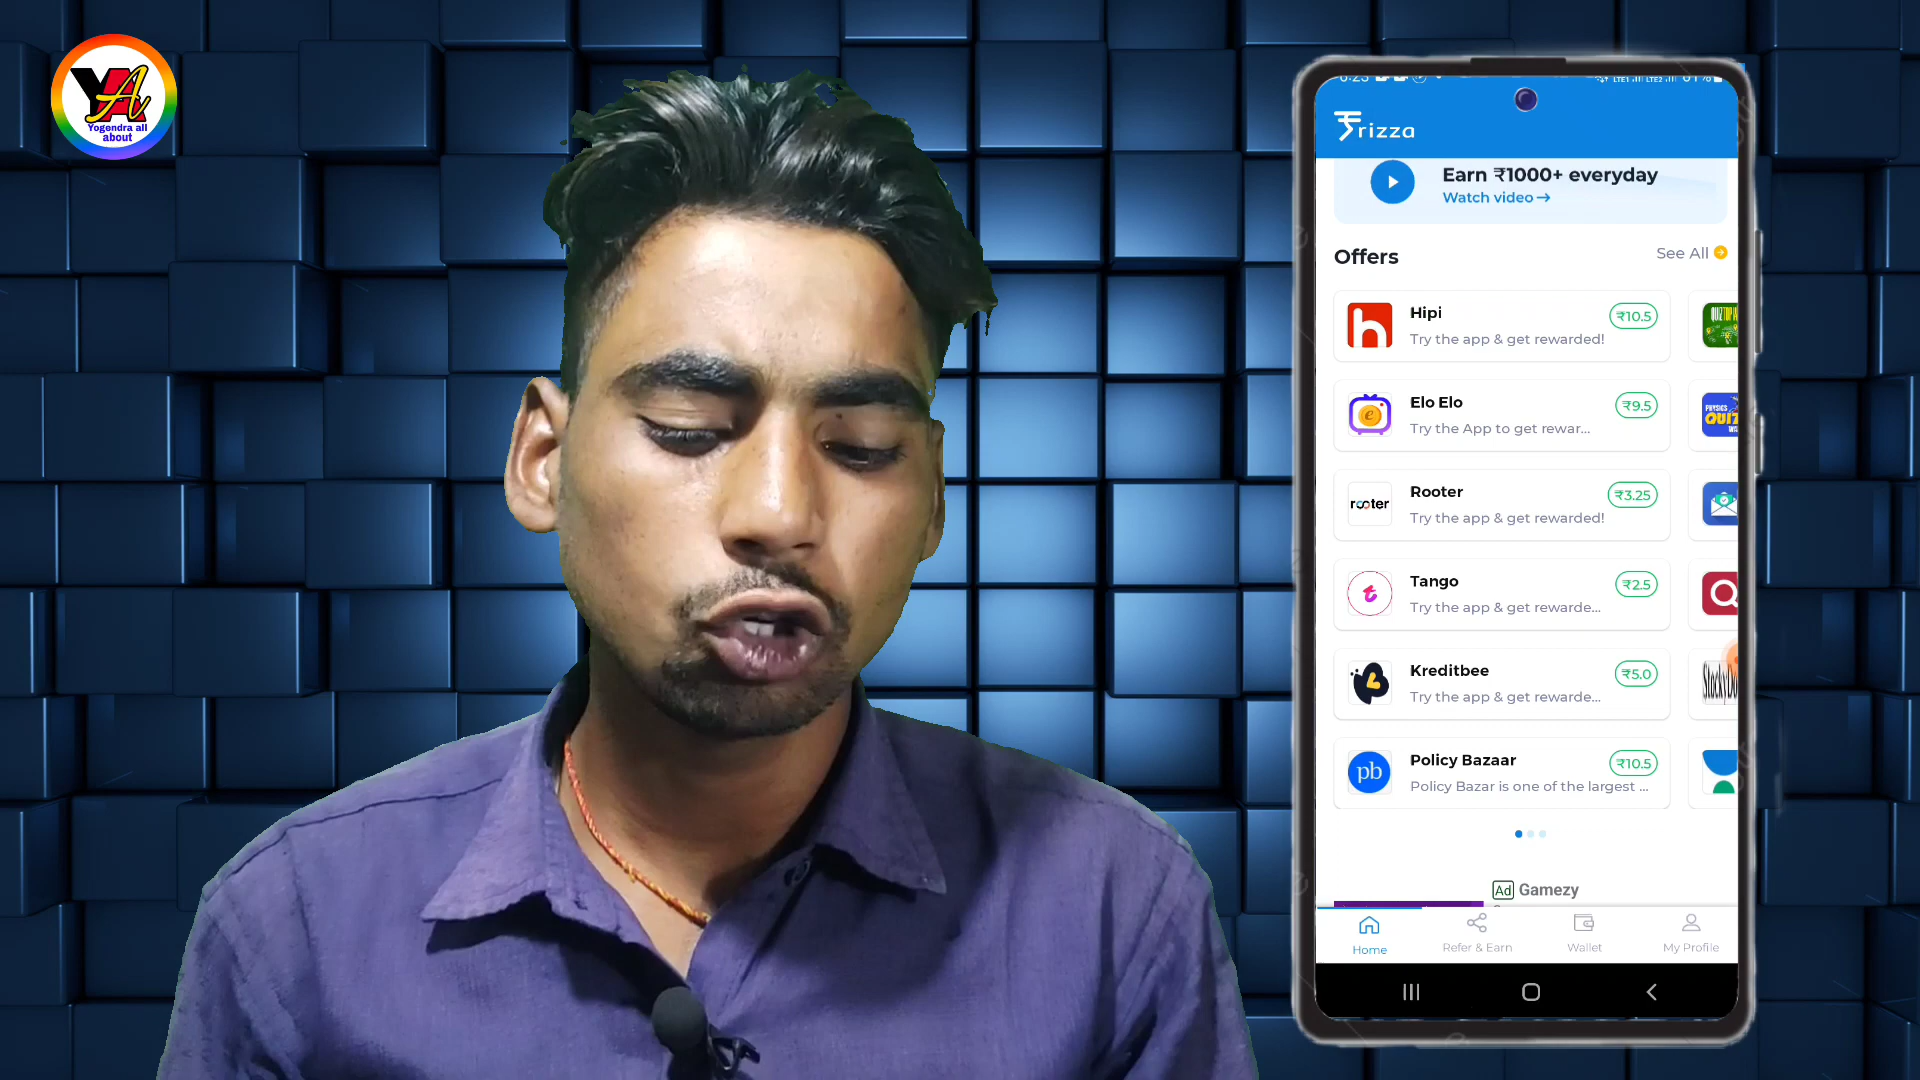 YA
Yogendra all
about
rizza
Earn ₹1000+ everyday
Watch video →
Offers
See All
Hipi
₹10.5
Try the app & get rewarded!
Elo Elo
₹9.5
Try the App to get rewar...
rooter
Rooter
₹3.25
Try the app & get rewarded!
Tango
₹2.5
Try the app & get rewarde...
Kreditbee
₹5.0
Try the app & get rewarde...
pb
Policy Bazaar
₹10.5
Policy Bazar is one of the largest ...
Ad Gamezy
Home
Refer & Earn
Wallet
My Profile